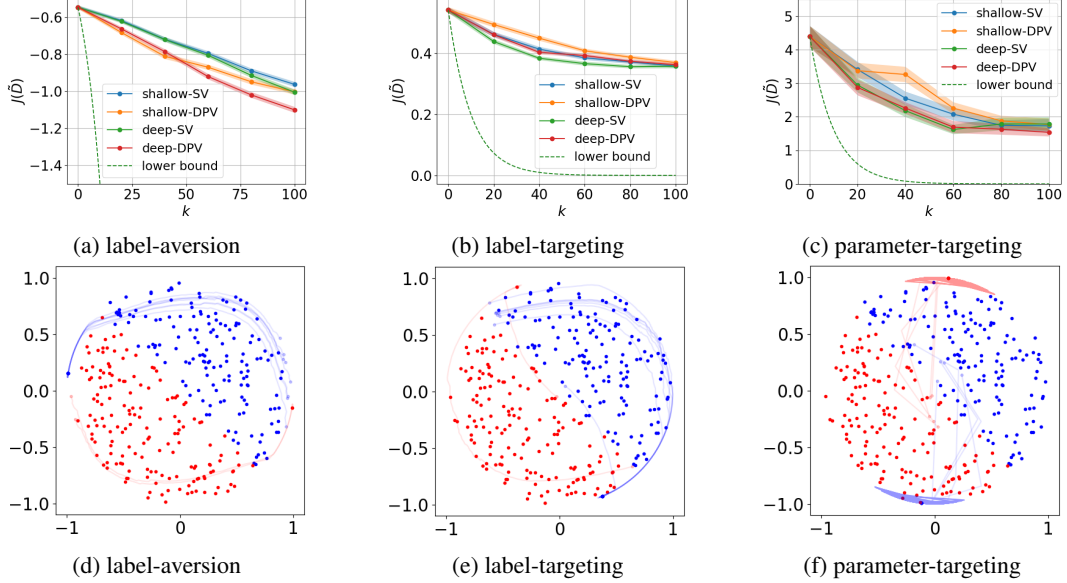 J(D̃)
−0.6
−0.8
−1.0
−1.2
−1.4
0 20 40 60 80 100
k
shallow-SV
shallow-DPV
deep-SV
deep-DPV
lower bound
(a) label-aversion
J(D̃)
0.4
0.2
0.0
0 20 40 60 80 100
k
shallow-SV
shallow-DPV
deep-SV
deep-DPV
lower bound
(b) label-targeting
J(D̃)
5
4
3
2
1
0
0 20 40 60 80 100
k
shallow-SV
shallow-DPV
deep-SV
deep-DPV
lower bound
(c) parameter-targeting
1.0
0.5
0.0
−0.5
−1.0
−1 0 1
(d) label-aversion
1.0
0.5
0.0
−0.5
−1.0
−1 0 1
(e) label-targeting
1.0
0.5
0.0
−0.5
−1.0
−1 0 1
(f) parameter-targeting